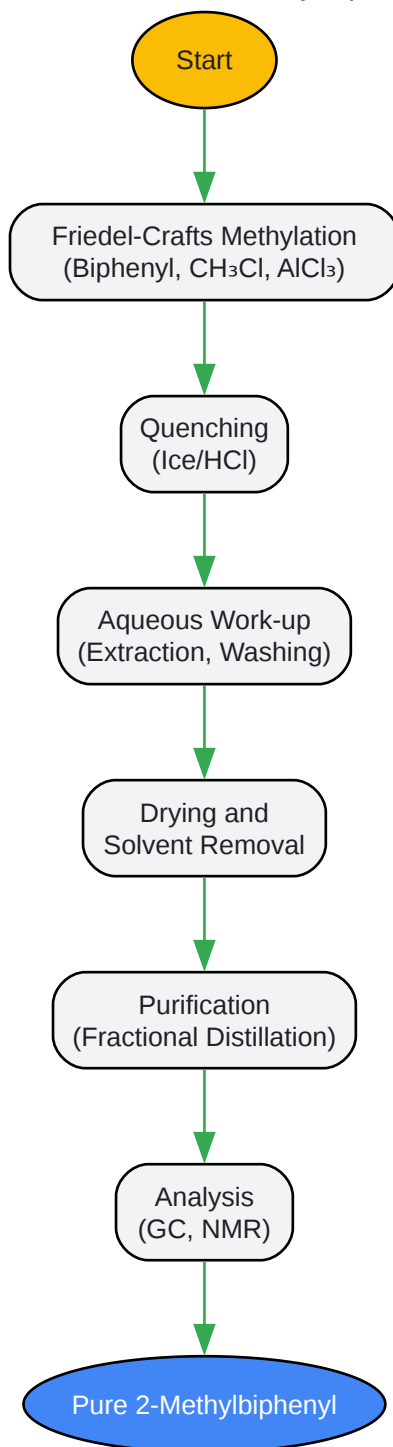 Start
Friedel-Crafts Methylation
(Biphenyl, CH₃Cl, AlCl₃)
Quenching
(Ice/HCl)
Aqueous Work-up
(Extraction, Washing)
Drying and
Solvent Removal
Purification
(Fractional Distillation)
Analysis
(GC, NMR)
Pure 2-Methylbiphenyl